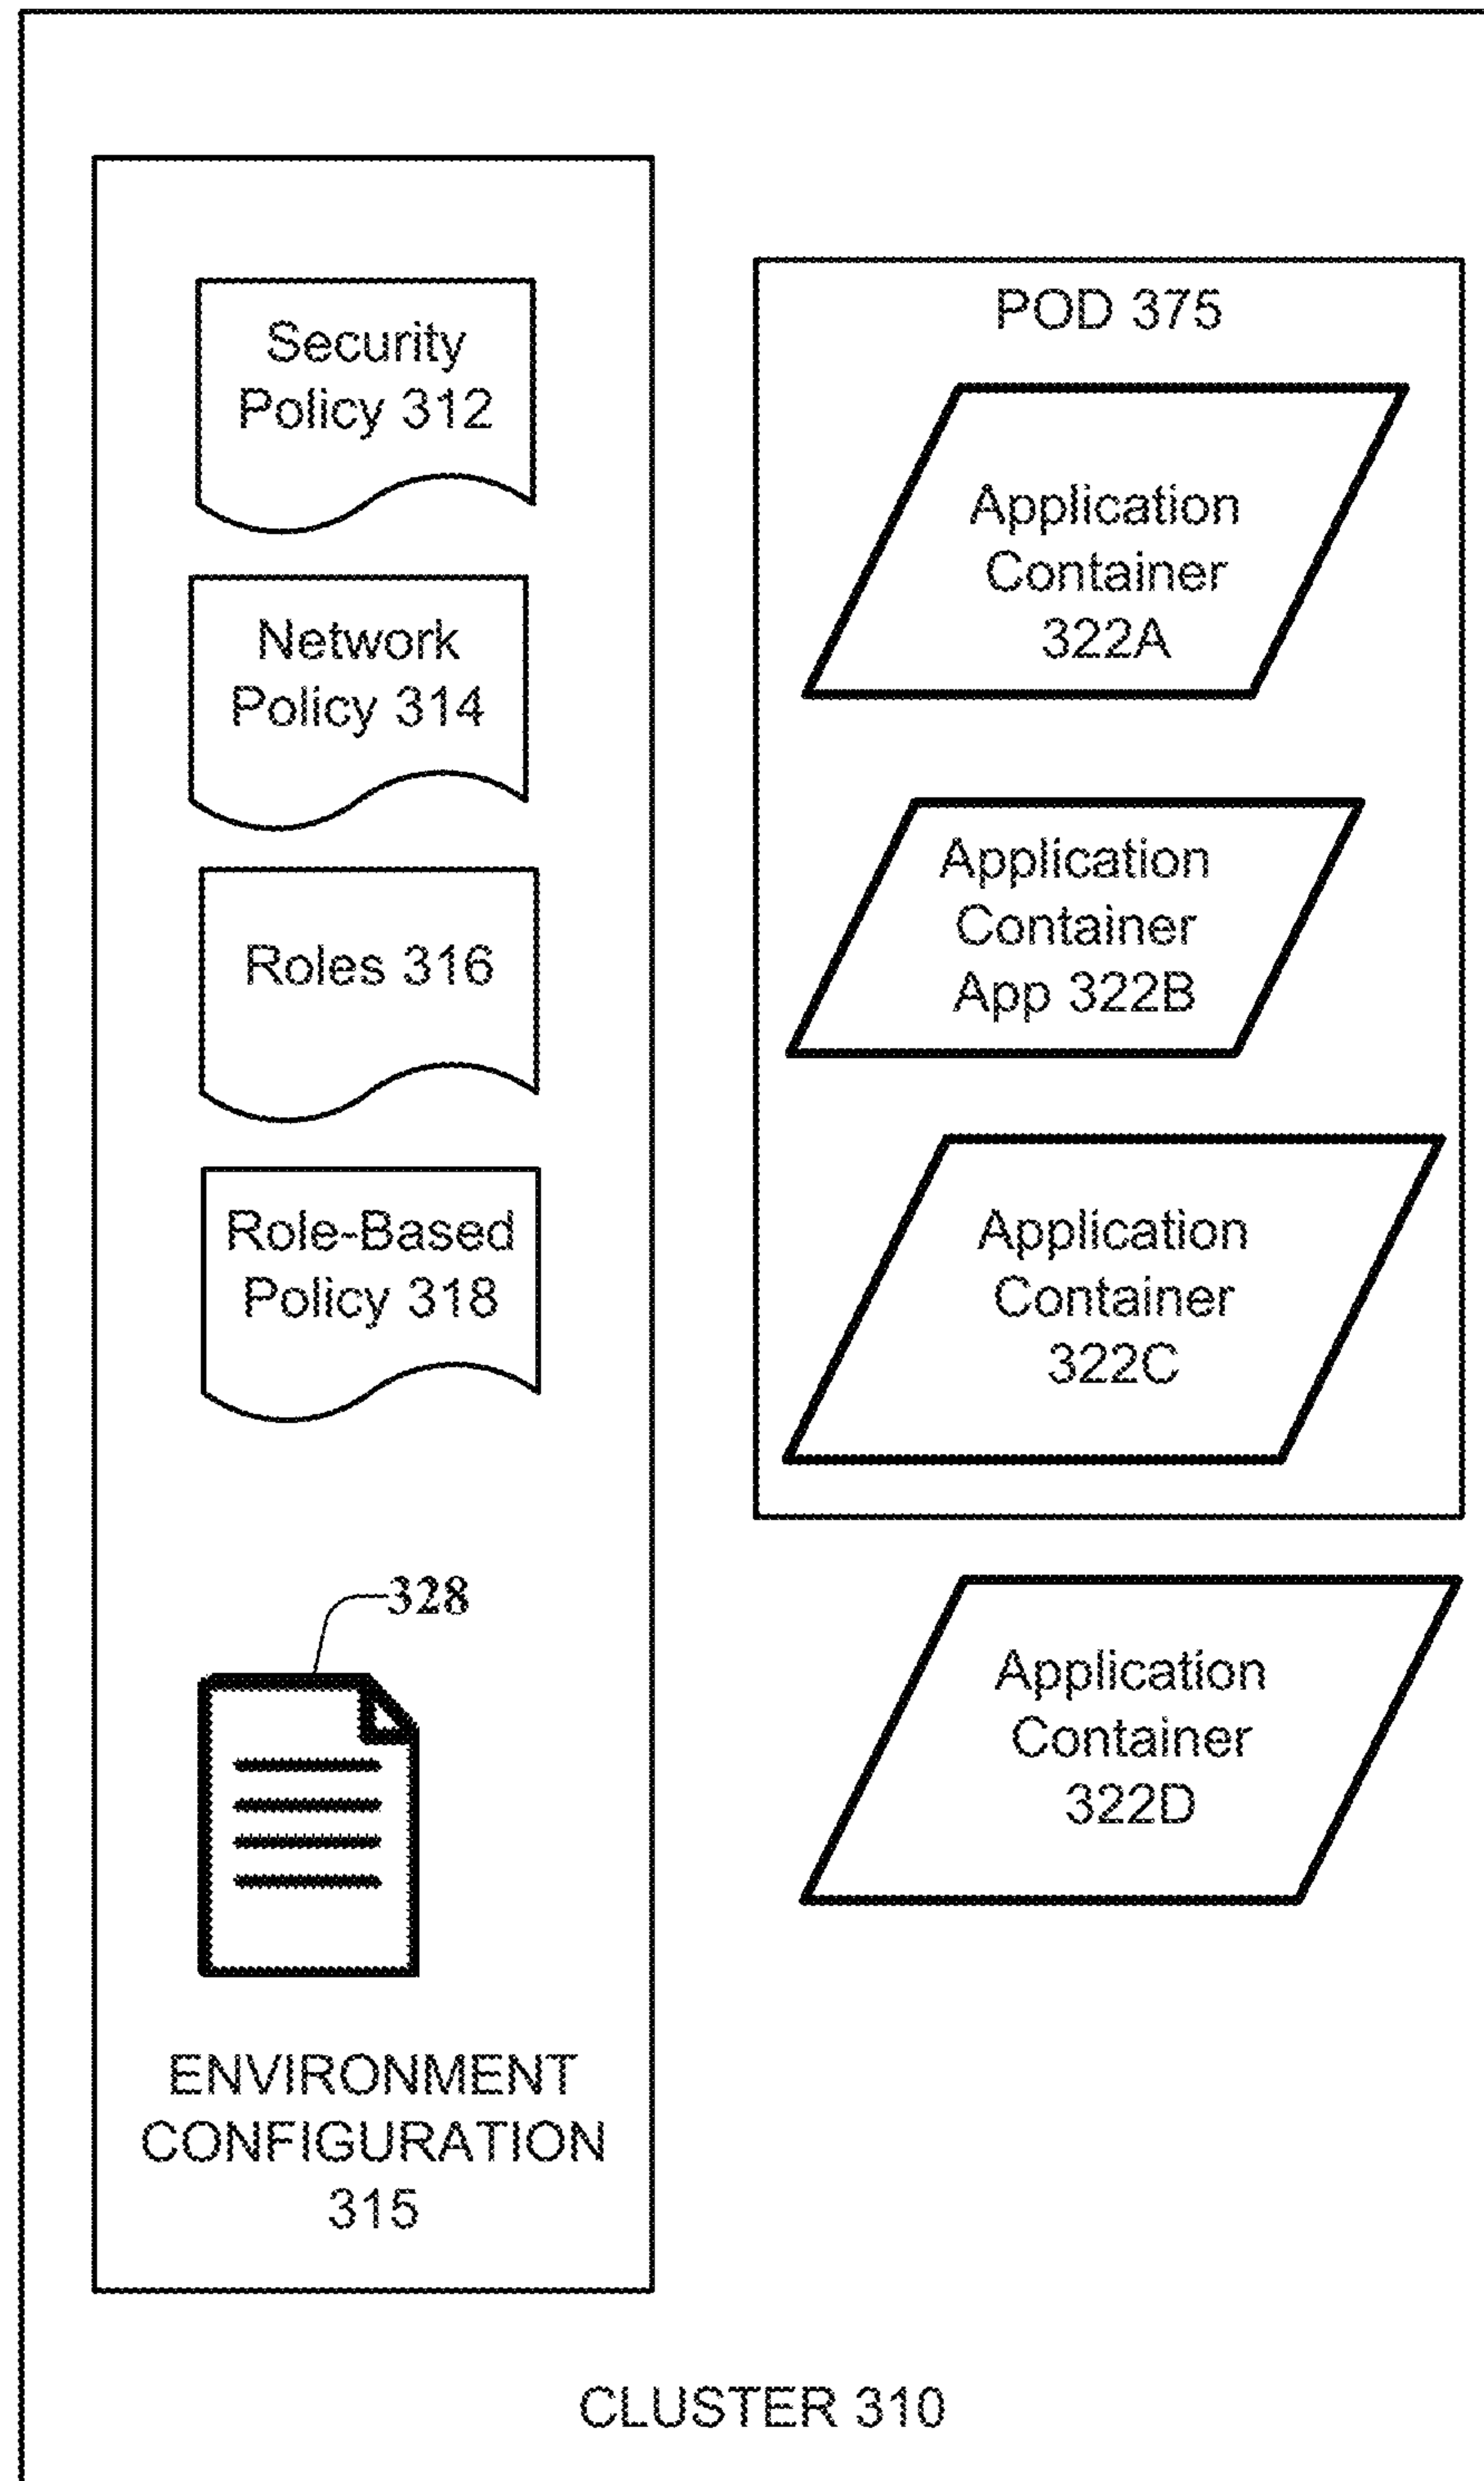 Security
Policy 312
Network
Policy 314
Roles 316
Role-Based
Policy 318
328
ENVIRONMENT
CONFIGURATION
315
POD 375
Application
Container
322A
Application
Container
App 322B
Application
Container
322C
Application
Container
322D
CLUSTER 310